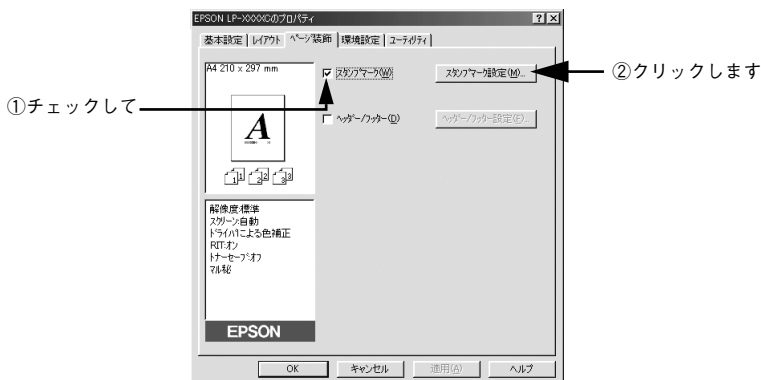 EPSON LP-XXXXCのプロパティ
基本設定 レイアウト ページ装飾 環境設定 ユーティリティ
A4 210 x 297 mm
スタンプマーク(W)
スタンプマーク設定(M)...
②クリックします
①チェックして
ヘッダー/フッター(D)
ヘッダー/フッター設定(F)...
A
1 1 2 2 3 3
解像度:標準
スクリーン:自動
ドライバによる色補正
RIT:オン
トナーセーブ:オフ
マル秘
EPSON
OK キャンセル 適用(A) ヘルプ